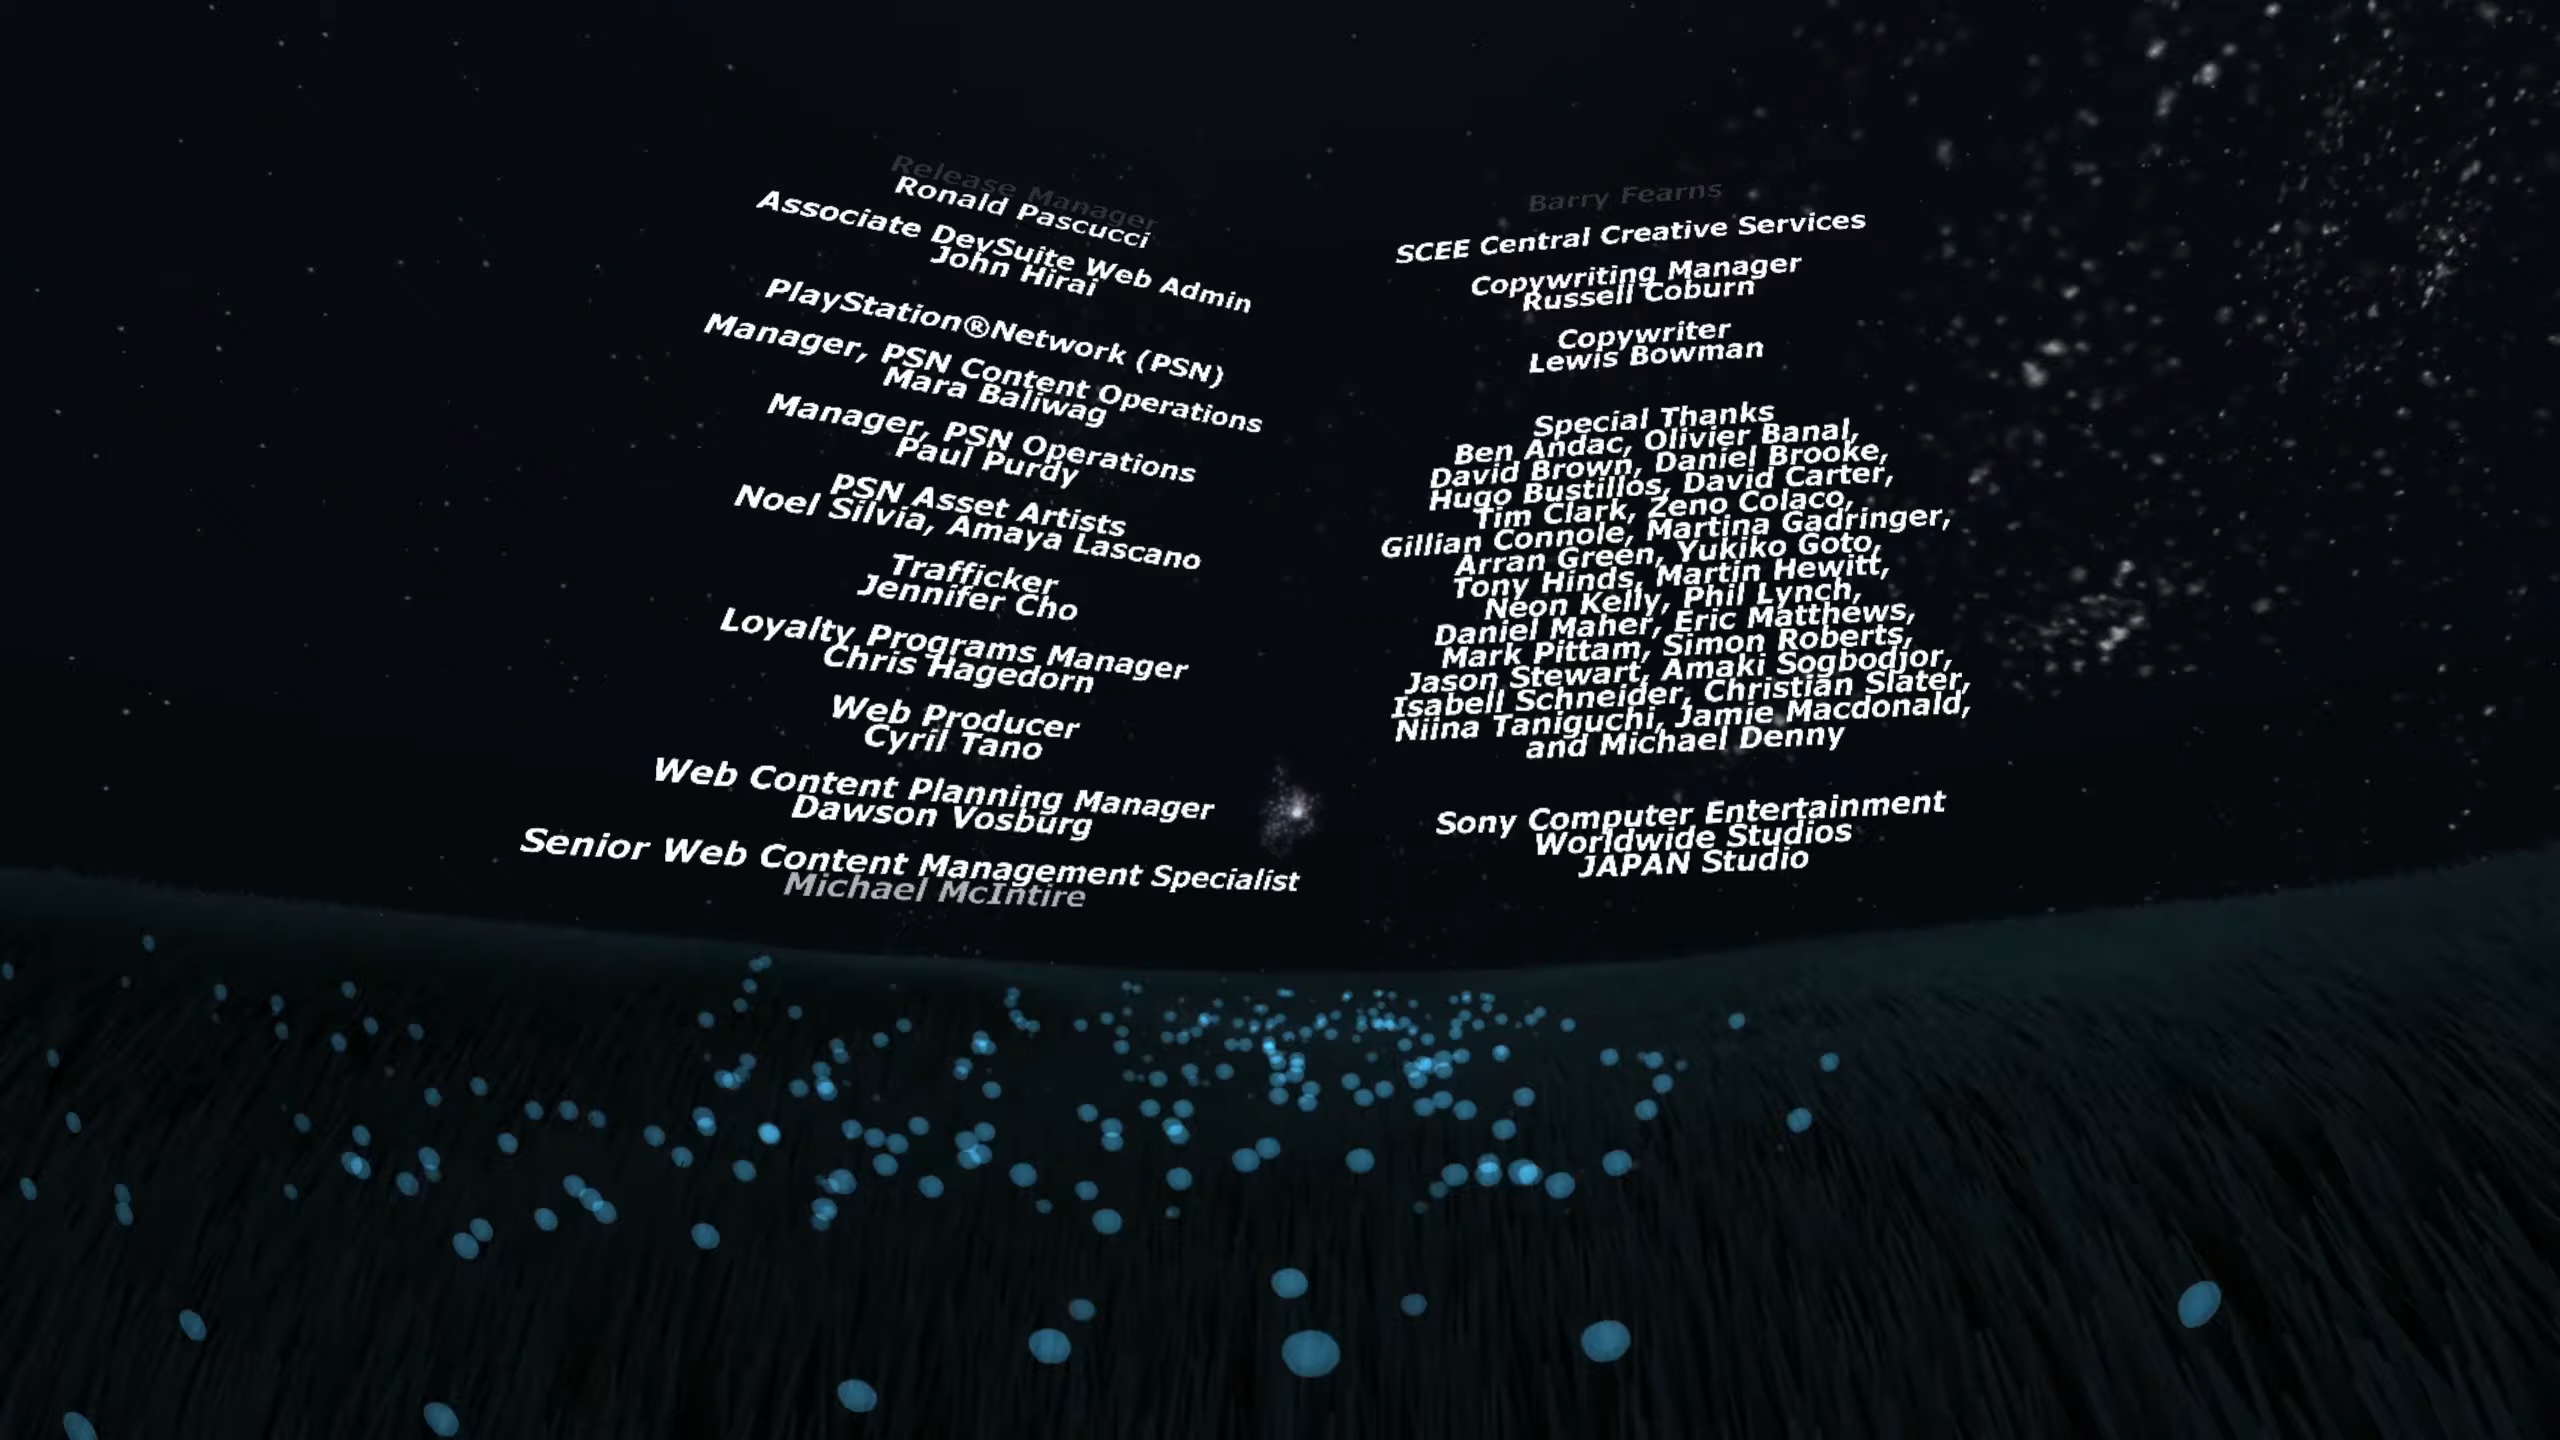 Release Manager
Ronald Pascucci
Associate DevSuite Web Admin
John Hirai
PlayStation®Network (PSN)
Manager, PSN Content Operations
Mara Baliwag
Manager, PSN Operations
Paul Purdy
PSN Asset Artists
Noel Silvia, Amaya Lascano
Trafficker
Jennifer Cho
Loyalty Programs Manager
Chris Hagedorn
Web Producer
Cyril Tano
Web Content Planning Manager
Dawson Vosburg
Senior Web Content Management Specialist
Michael McIntire
Barry Fearns
SCEE Central Creative Services
Copywriting Manager
Russell Coburn
Copywriter
Lewis Bowman
Special Thanks
Ben Andac, Olivier Banal,
David Brown, Daniel Brooke,
Hugo Bustillos, David Carter,
Tim Clark, Zeno Colaco,
Gillian Connole, Martina Gadringer,
Arran Green, Yukiko Goto,
Tony Hinds, Martin Hewitt,
Neon Kelly, Phil Lynch,
Daniel Maher, Eric Matthews,
Mark Pittam, Simon Roberts,
Jason Stewart, Amaki Sogbodjor,
Isabell Schneider, Christian Slater,
Niina Taniguchi, Jamie Macdonald,
and Michael Denny
Sony Computer Entertainment
Worldwide Studios
JAPAN Studio